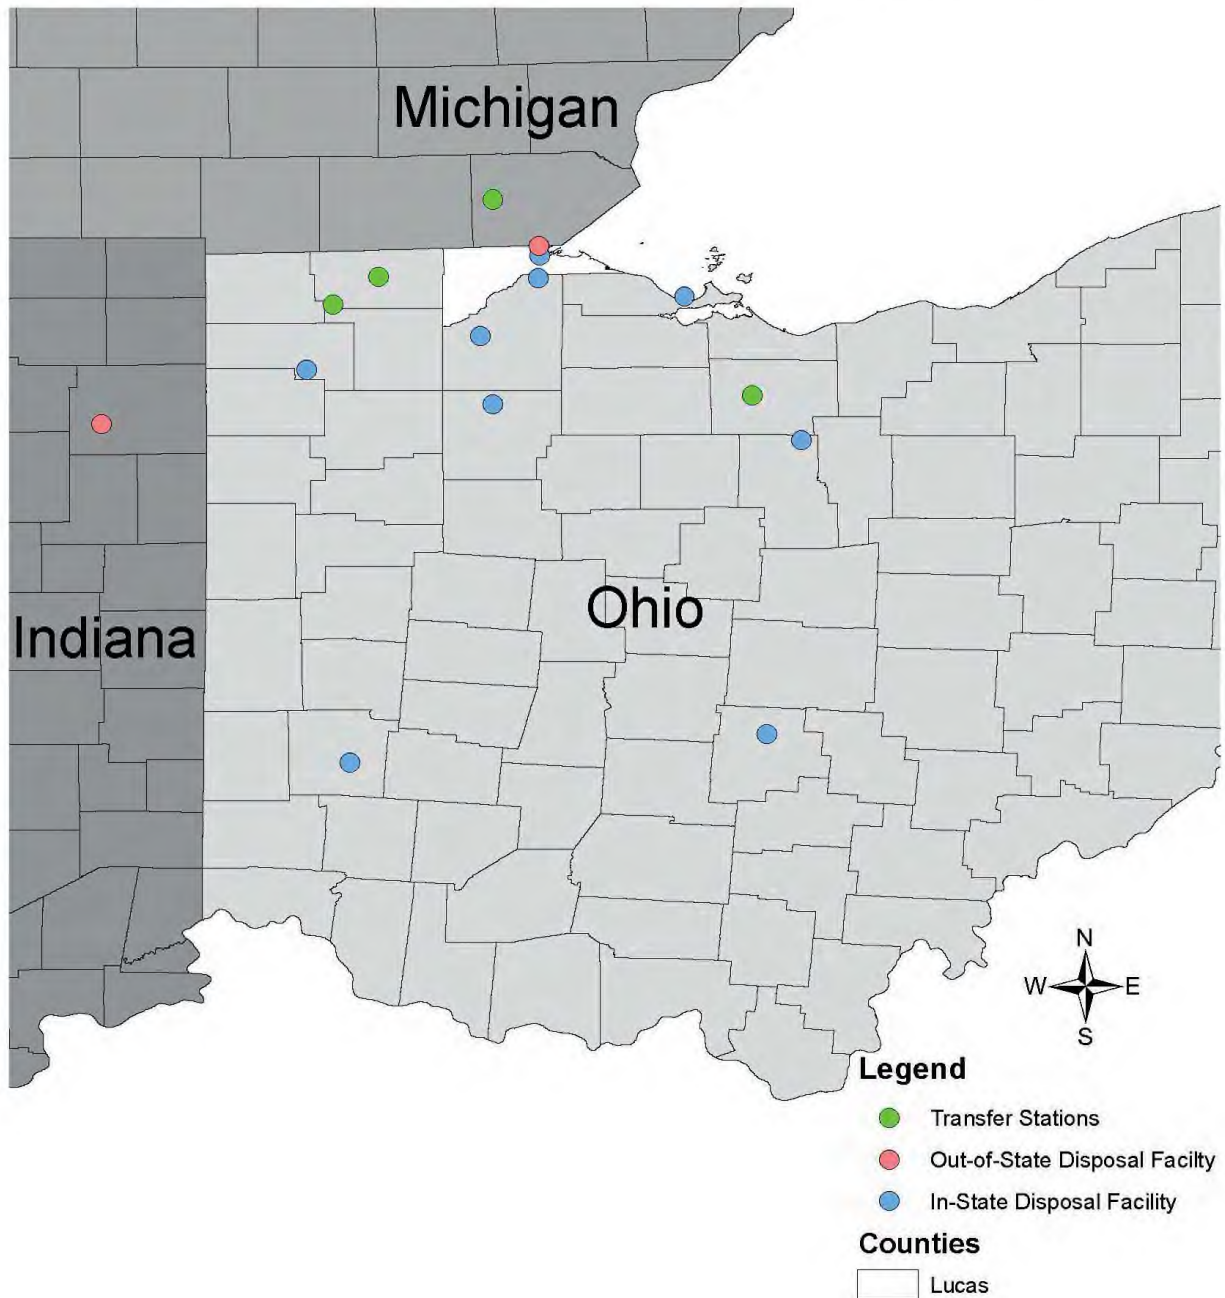 Michigan
Ohio
Indiana
N
W E
S
Legend
Transfer Stations
Out-of-State Disposal Facilty
In-State Disposal Facility
Counties
Lucas